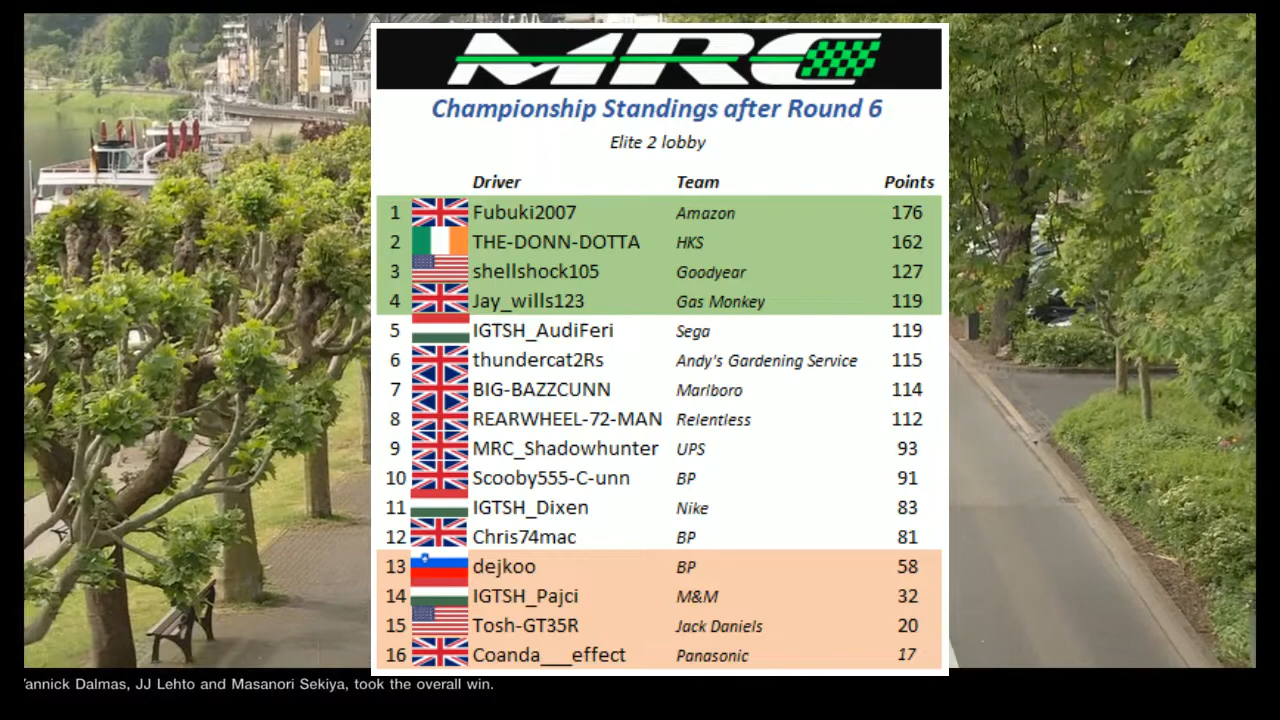 MRC
Championship Standings after Round 6
Elite 2 lobby
Driver Team Points
1 Fubuki2007 Amazon 176
2 THE-DONN-DOTTA HKS 162
3 shellshock105 Goodyear 127
4 Jay_wills123 Gas Monkey 119
5 IGTSH_AudiFeri Sega 119
6 thundercat2Rs Andy's Gardening Service 115
7 BIG-BAZZCUNN Marlboro 114
8 REARWHEEL-72-MAN Relentless 112
9 MRC_Shadowhunter UPS 93
10 Scooby555-C-unn BP 91
11 IGTSH_Dixen Nike 83
12 Chris74mac BP 81
13 dejkoo BP 58
14 IGTSH_Pajci M&M 32
15 Tosh-GT35R Jack Daniels 20
16 Coanda___effect Panasonic 17
Yannick Dalmas, JJ Lehto and Masanori Sekiya, took the overall win.